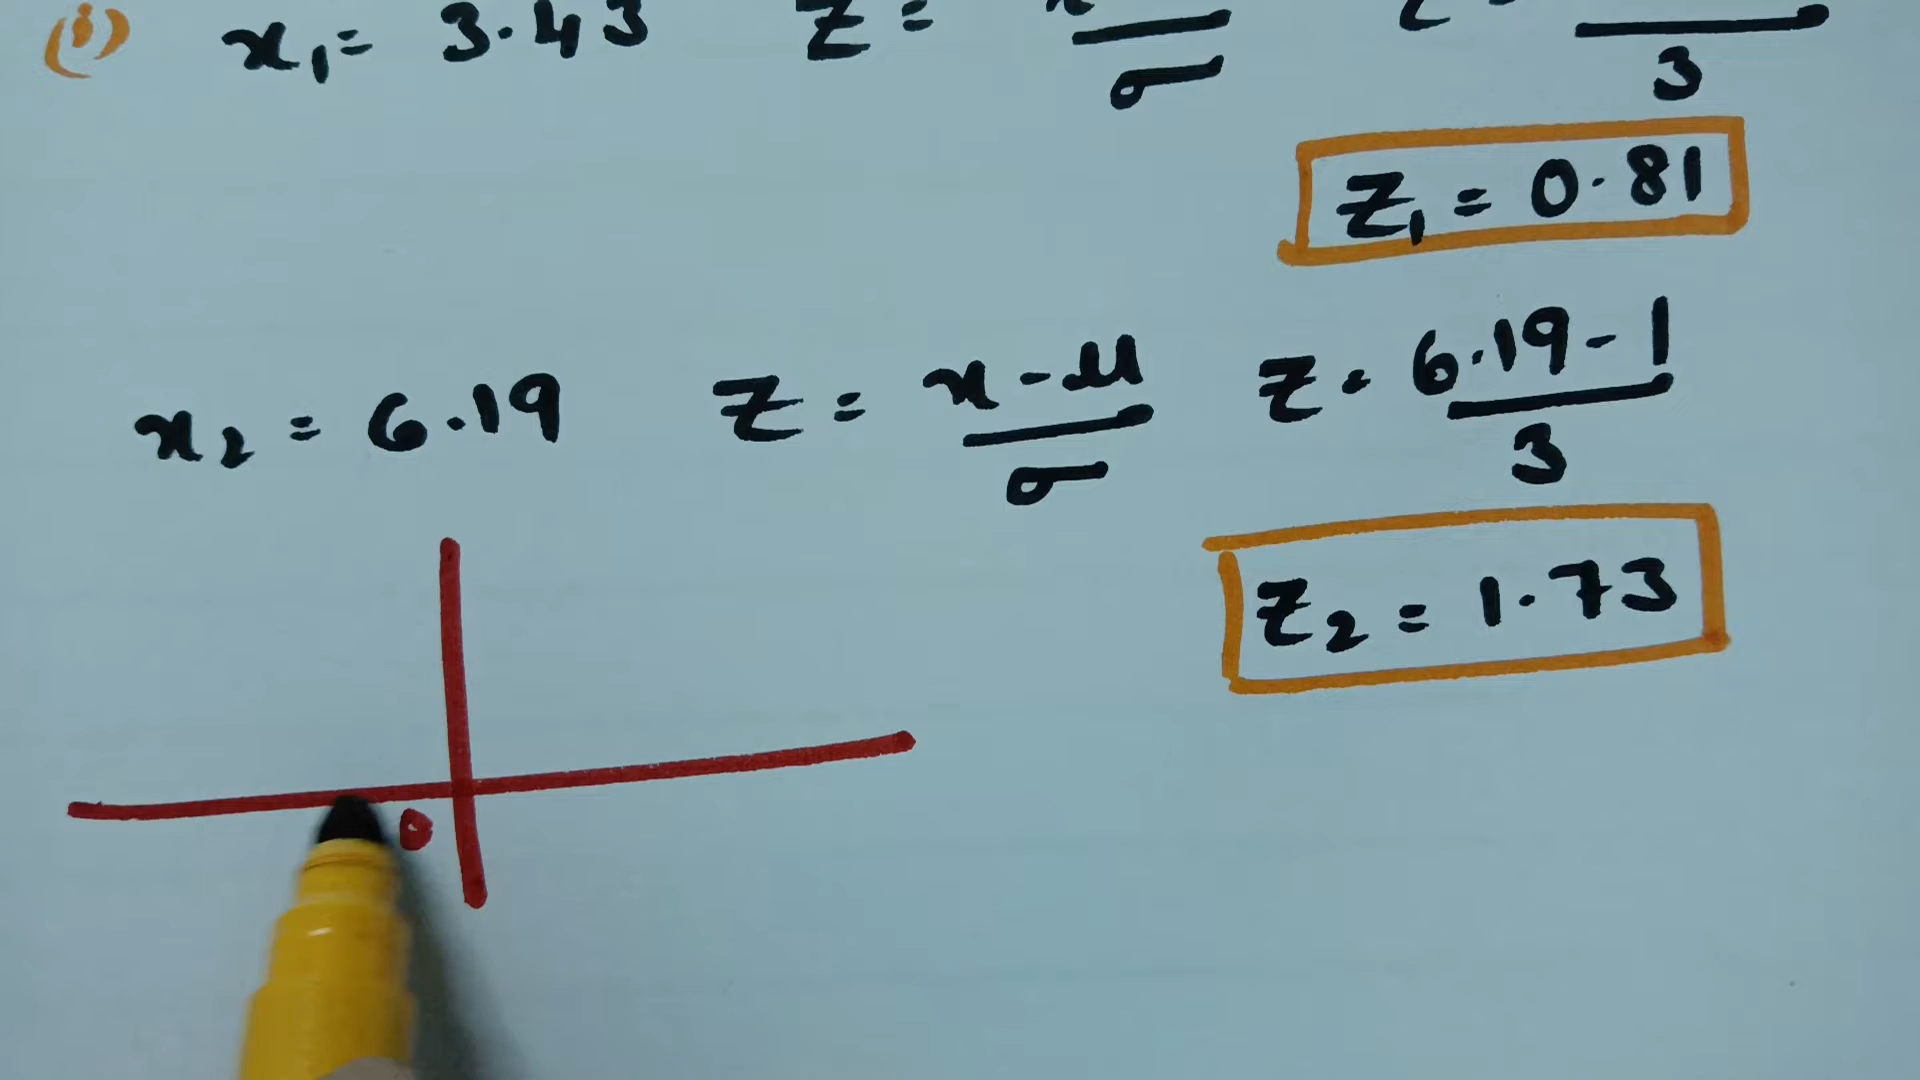 (i) x₁ = 3.43 z = x / σ z = / 3
z₁ = 0.81
x₂ = 6.19 z = x - μ / σ z = 6.19 - 1 / 3
z₂ = 1.73
0